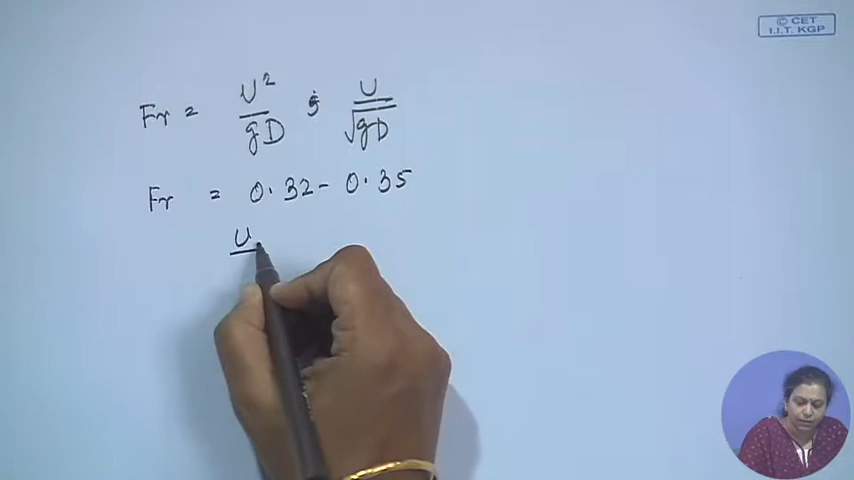 © CET
I.I.T. KGP
Fr = U²/gD ; U/√gD
Fr = 0.32 - 0.35
U